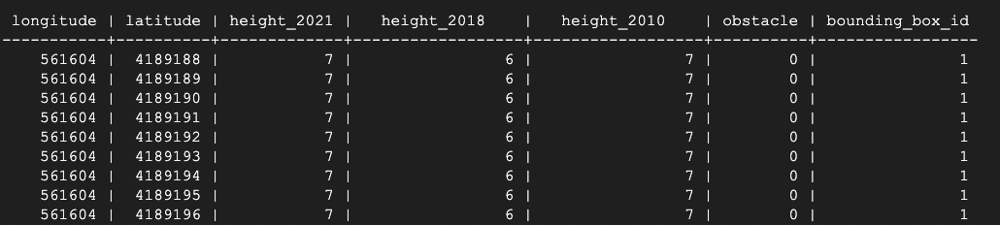 longitude | latitude | height_2021 | height_2018 | height_2010 | obstacle | bounding_box_id
-----------+----------+-------------+------------------+------------------+----------+-----------------
561604 | 4189188 | 7 | 6 | 7 | 0 | 1
561604 | 4189189 | 7 | 6 | 7 | 0 | 1
561604 | 4189190 | 7 | 6 | 7 | 0 | 1
561604 | 4189191 | 7 | 6 | 7 | 0 | 1
561604 | 4189192 | 7 | 6 | 7 | 0 | 1
561604 | 4189193 | 7 | 6 | 7 | 0 | 1
561604 | 4189194 | 7 | 6 | 7 | 0 | 1
561604 | 4189195 | 7 | 6 | 7 | 0 | 1
561604 | 4189196 | 7 | 6 | 7 | 0 | 1